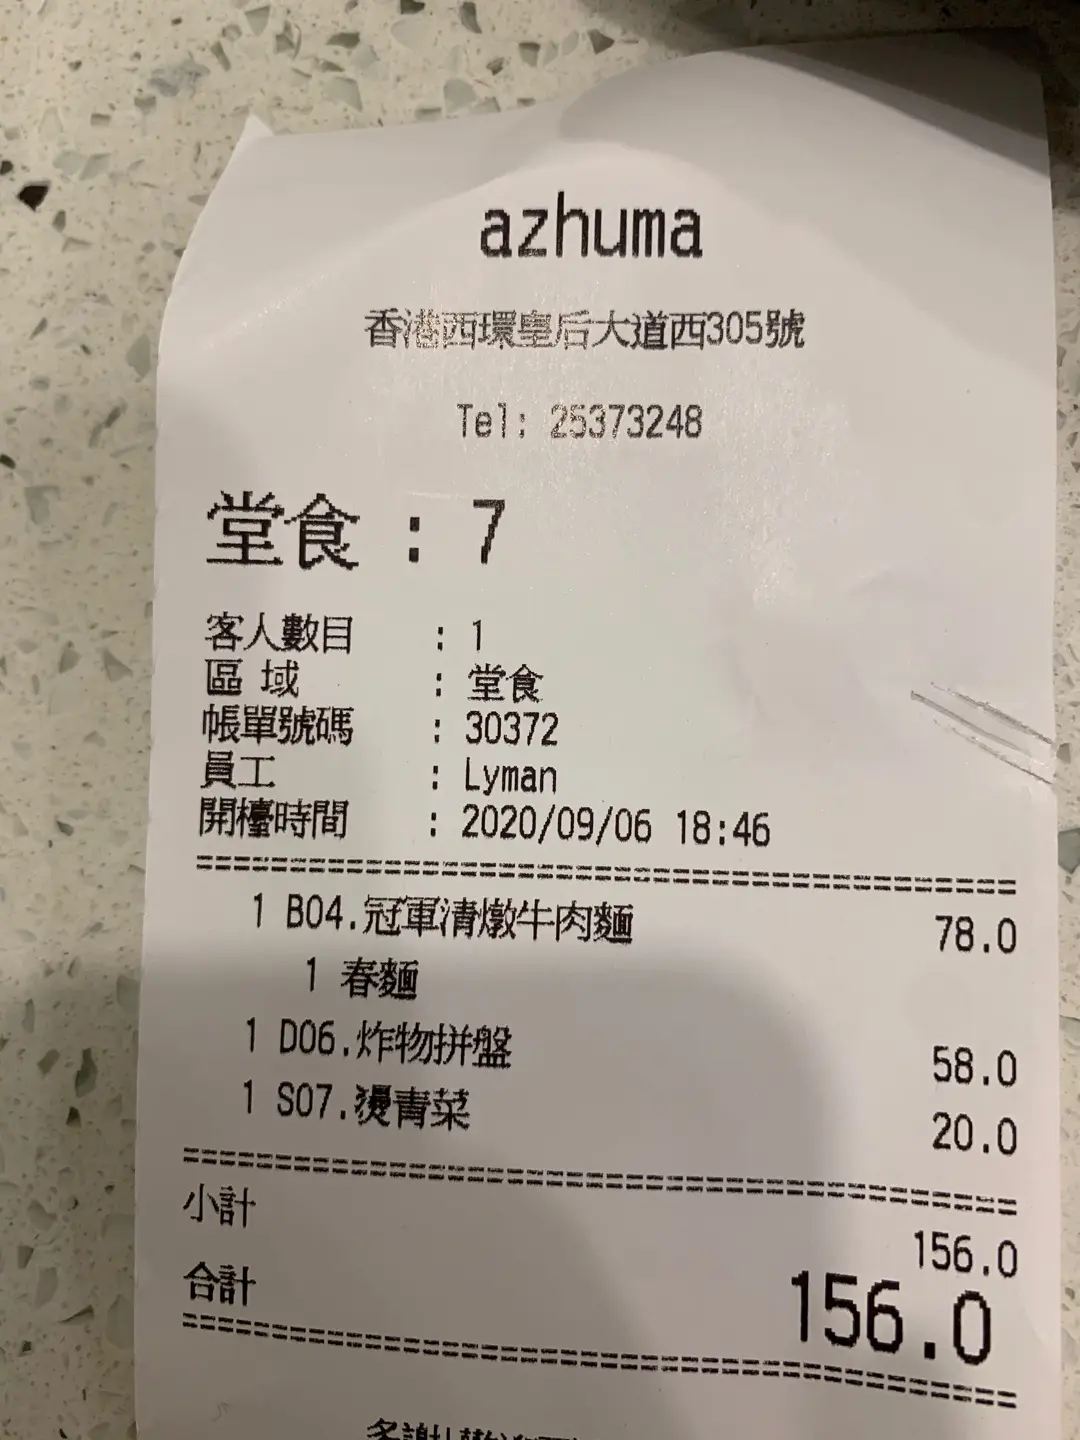 azhuma
香港西環皇后大道西305號
Tel: 25373248
堂食 : 7
客人數目 : 1
區 域 : 堂食
帳單號碼 : 30372
員工 : Lyman
開檯時間 : 2020/09/06 18:46
1 B04.冠軍清燉牛肉麵 78.0
1 春麵
1 D06.炸物拼盤 58.0
1 S07.燙青菜 20.0
小計 156.0
合計 156.0
多謝